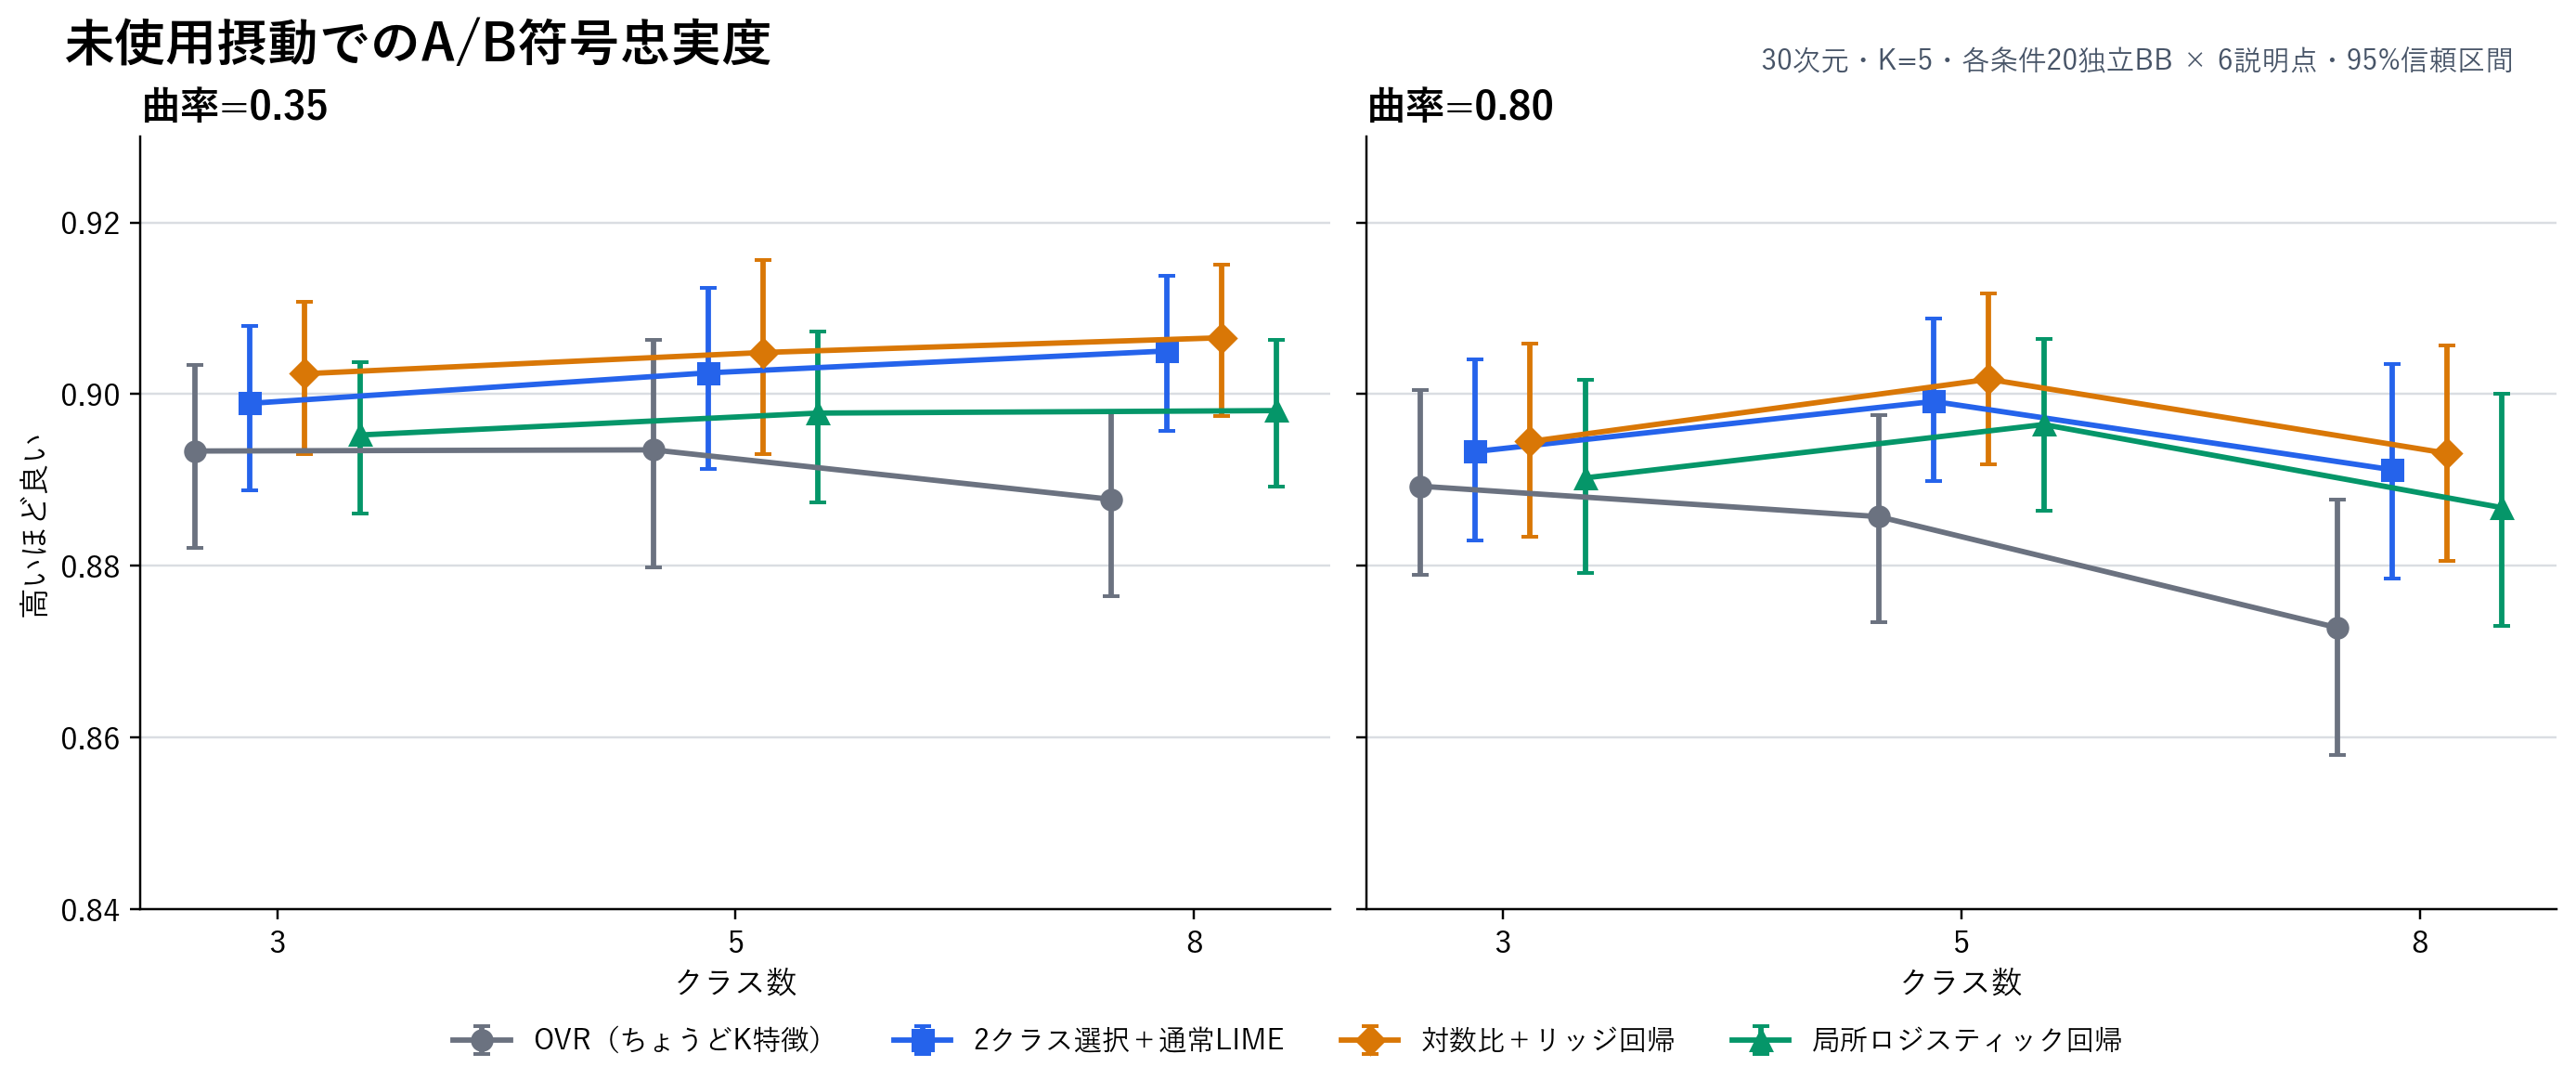 未使用摂動でのA/B符号忠実度
30次元・K=5・各条件20独立BB × 6説明点・95%信頼区間
曲率=0.35
曲率=0.80
高いほど良い
0.92
0.90
0.88
0.86
0.84
3
5
8
3
5
8
クラス数
クラス数
OVR（ちょうどK特徴）
2クラス選択＋通常LIME
対数比＋リッジ回帰
局所ロジスティック回帰